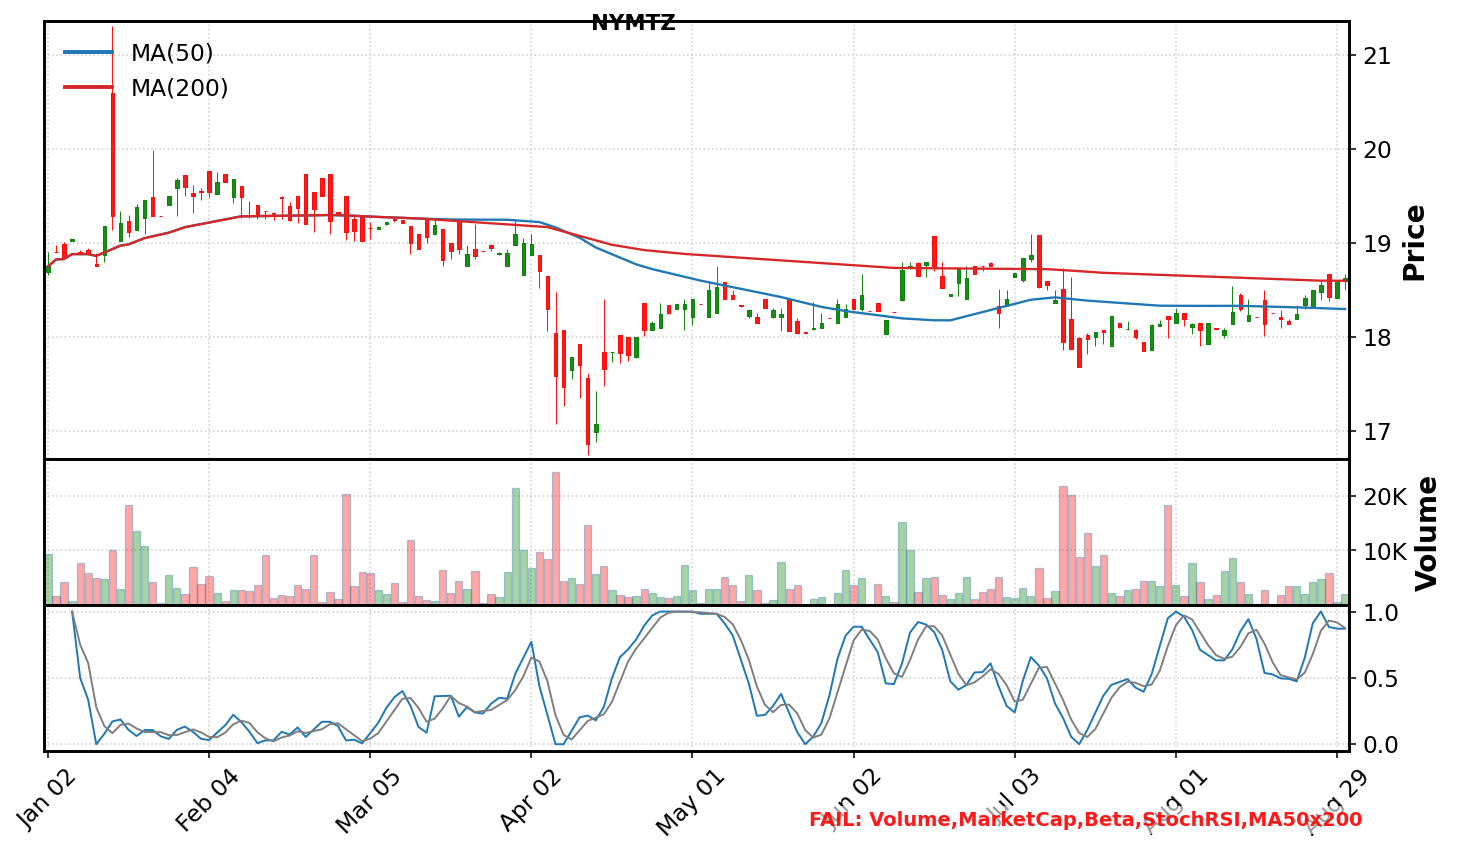 NYMTZ
MA(50)
MA(200)
21
20
19
18
17
Price
20K
10K
Volume
1.0
0.5
0.0
Jan 02
Feb 04
Mar 05
Apr 02
May 01
Jun 02
Jul 03
Aug 01
Aug 29
FAIL: Volume,MarketCap,Beta,StochRSI,MA50x200